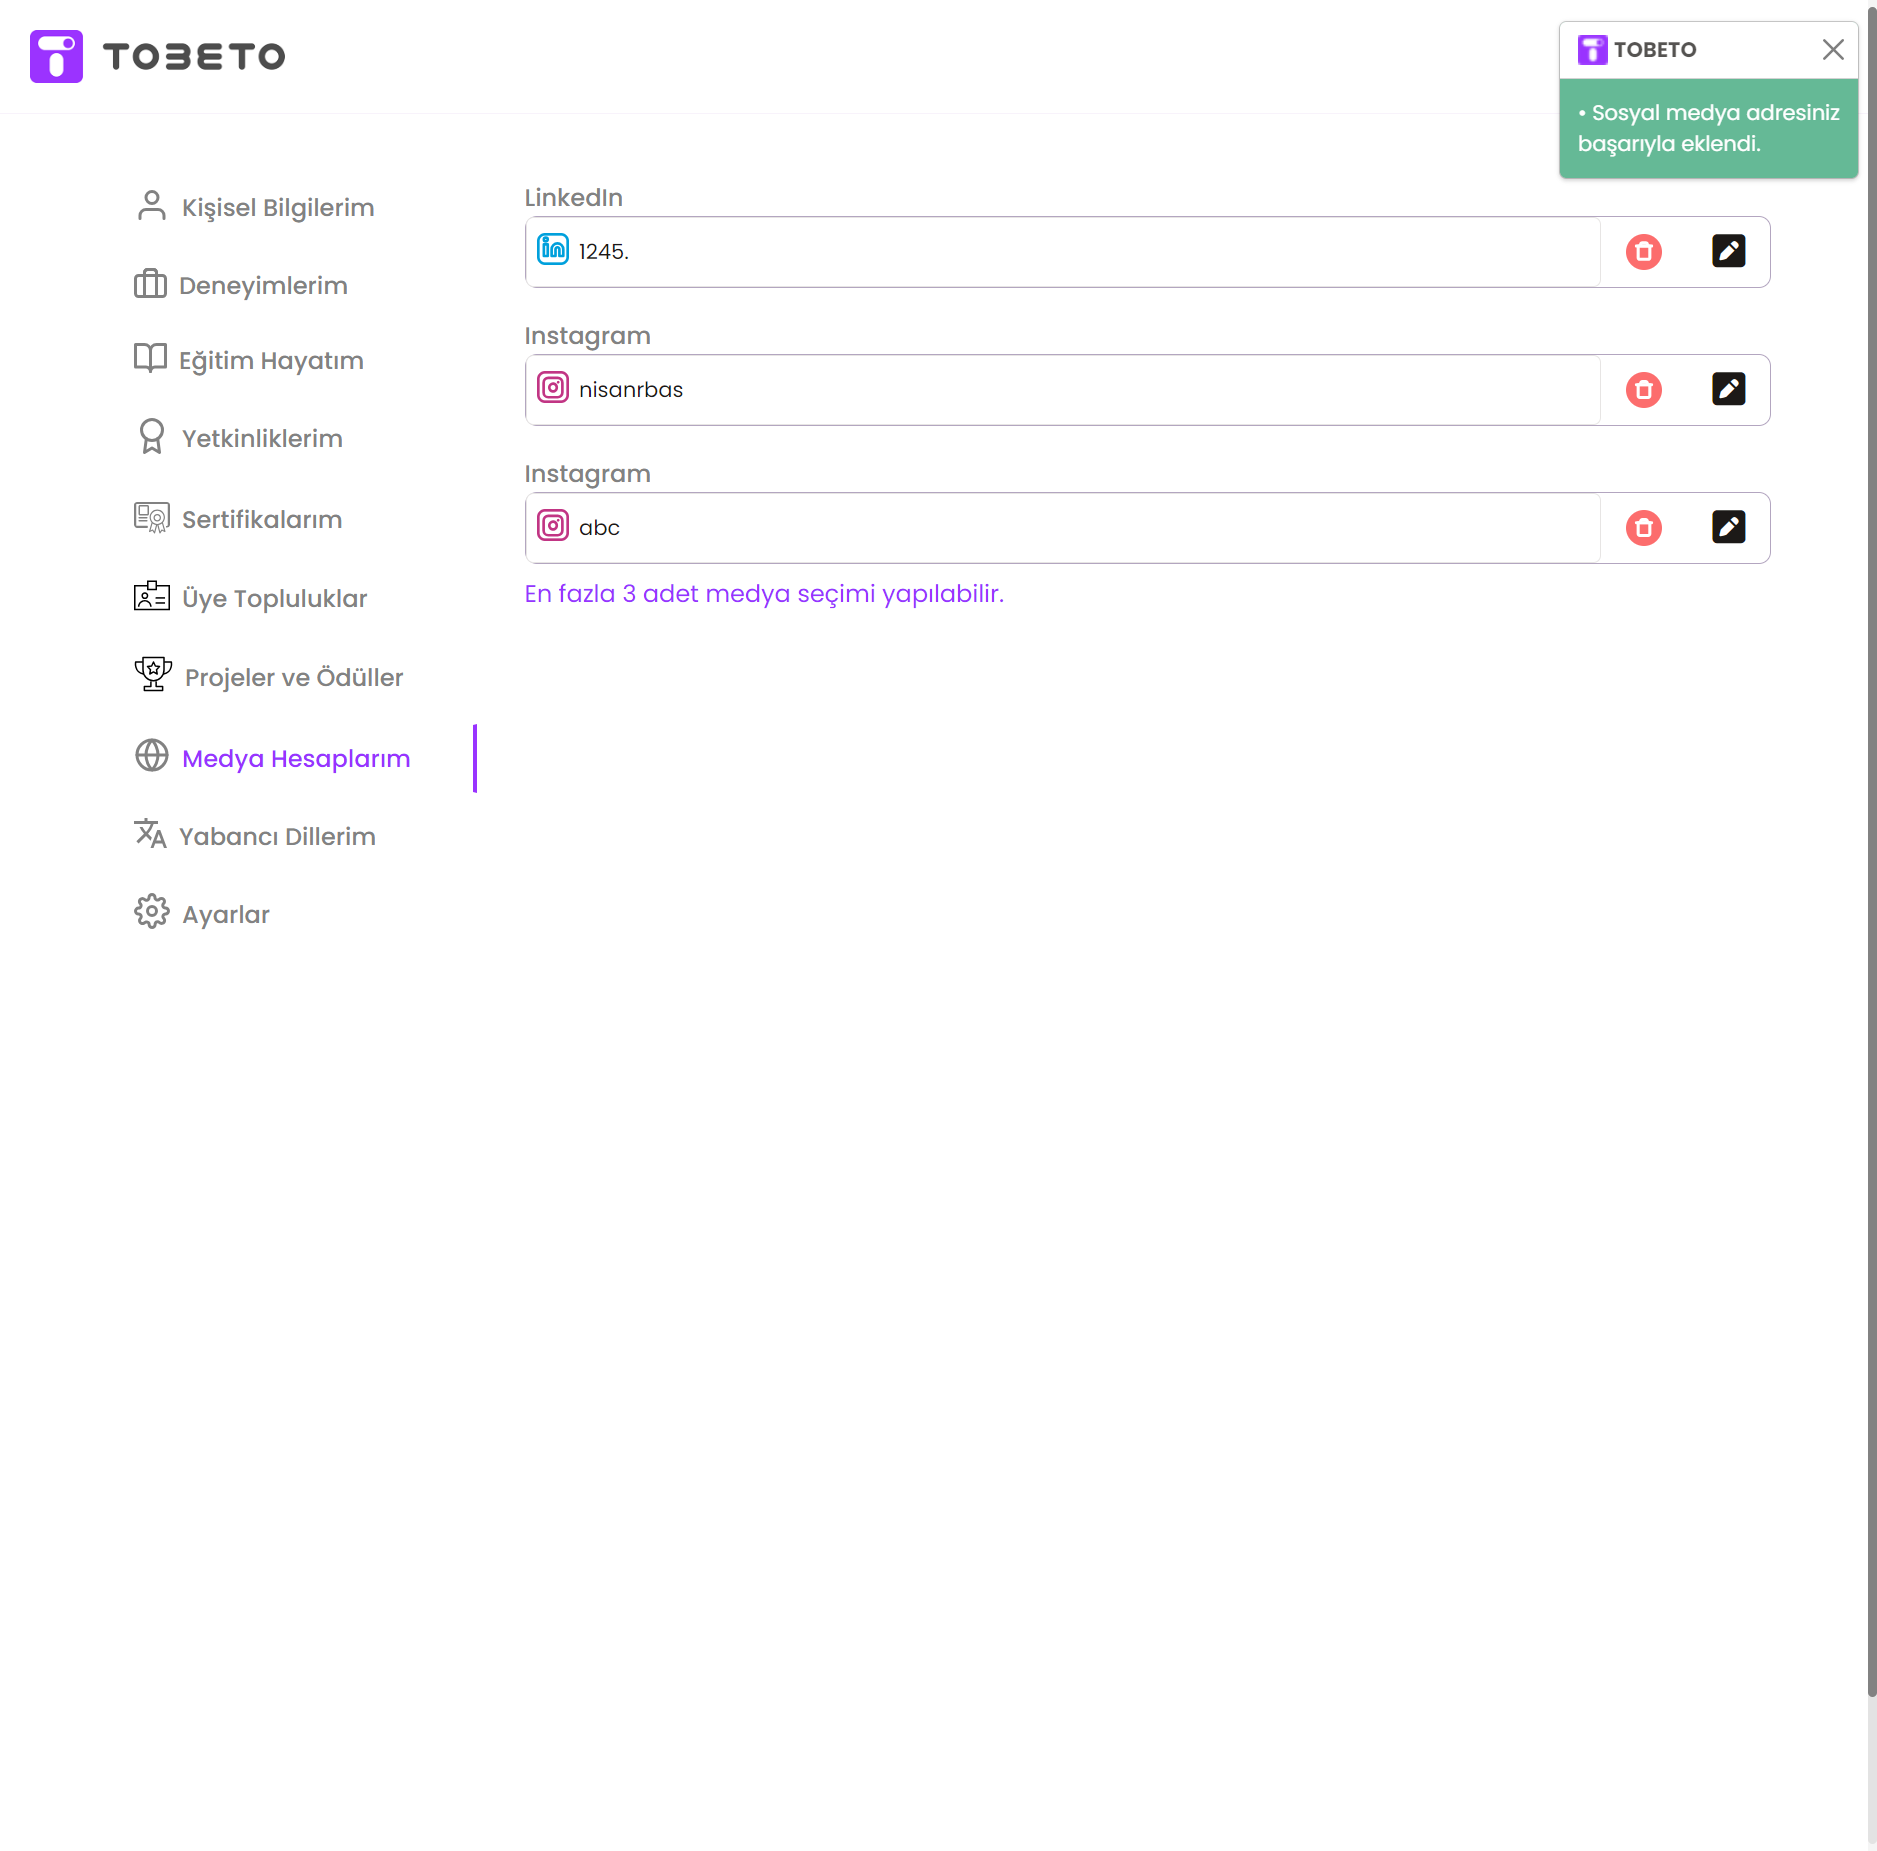 TOBETO
TOBETO
• Sosyal medya adresiniz
başarıyla eklendi.
Kişisel Bilgilerim
Deneyimlerim
Eğitim Hayatım
Yetkinliklerim
Sertifikalarım
Üye Topluluklar
Projeler ve Ödüller
Medya Hesaplarım
Yabancı Dillerim
Ayarlar
LinkedIn
in 1245.
Instagram
nisanrbas
Instagram
abc
En fazla 3 adet medya seçimi yapılabilir.